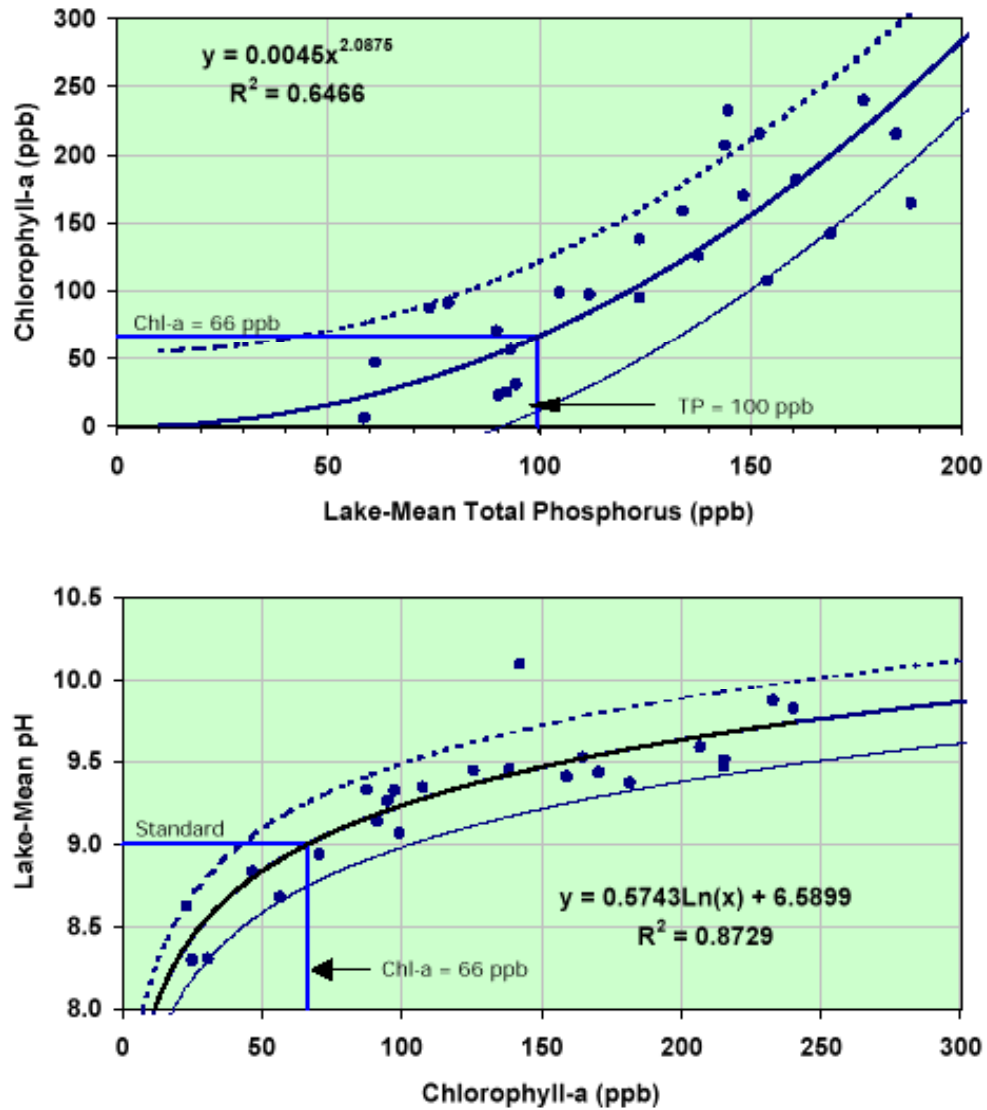 300
250
200
150
100
50
0
Chlorophyll-a (ppb)
y = 0.0045x^2.0875
R² = 0.6466
Chl-a = 66 ppb
TP = 100 ppb
0 50 100 150 200
Lake-Mean Total Phosphorus (ppb)
10.5
10.0
9.5
9.0
8.5
8.0
Lake-Mean pH
Standard
y = 0.5743Ln(x) + 6.5899
R² = 0.8729
Chl-a = 66 ppb
0 50 100 150 200 250 300
Chlorophyll-a (ppb)